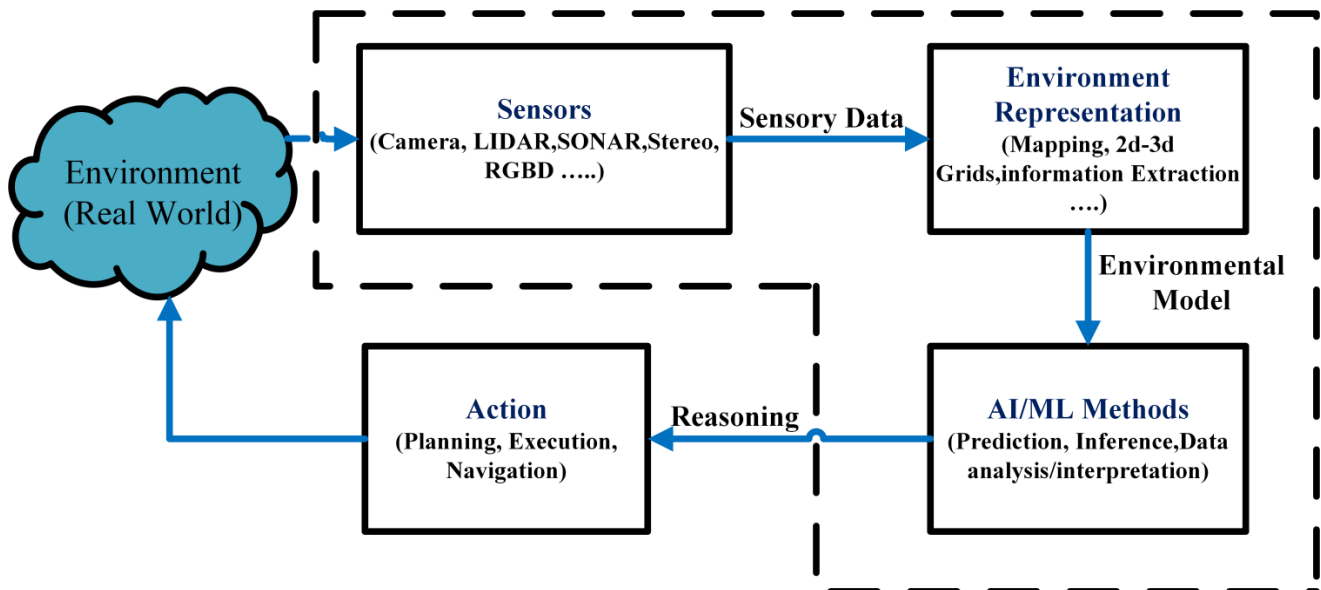 Environment
(Real World)
Sensors
(Camera, LIDAR,SONAR,Stereo,
RGBD …..)
Sensory Data
Environment
Representation
(Mapping, 2d-3d
Grids,information Extraction
….)
Environmental
Model
AI/ML Methods
(Prediction, Inference,Data
analysis/interpretation)
Reasoning
Action
(Planning, Execution,
Navigation)